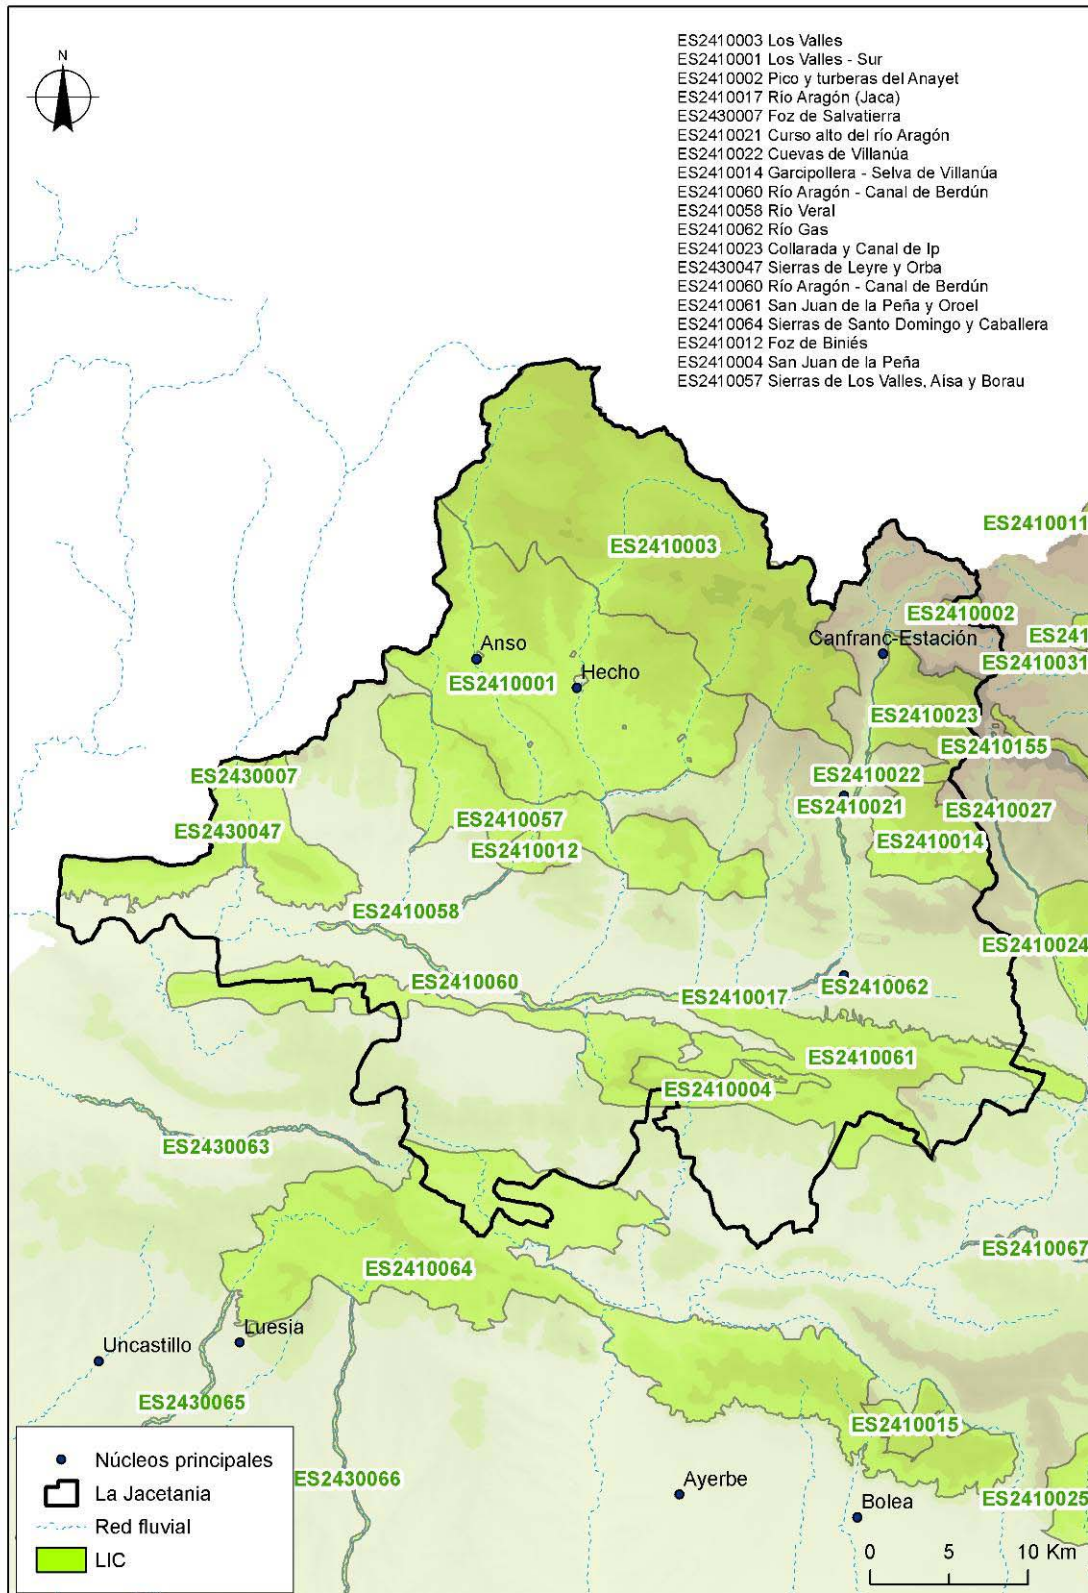 N
ES2410003 Los Valles
ES2410001 Los Valles - Sur
ES2410002 Pico y turberas del Anayet
ES2410017 Río Aragón (Jaca)
ES2430007 Foz de Salvatierra
ES2410021 Curso alto del río Aragón
ES2410022 Cuevas de Villanúa
ES2410014 Garcipollera - Selva de Villanúa
ES2410060 Río Aragón - Canal de Berdún
ES2410058 Río Veral
ES2410062 Río Gas
ES2410023 Collarada y Canal de Ip
ES2430047 Sierras de Leyre y Orba
ES2410060 Río Aragón - Canal de Berdún
ES2410061 San Juan de la Peña y Oroel
ES2410064 Sierras de Santo Domingo y Caballera
ES2410012 Foz de Biniés
ES2410004 San Juan de la Peña
ES2410057 Sierras de Los Valles, Aísa y Borau
ES2410011
ES2410003
ES2410002
ES241
Canfranc-Estación
Anso
ES2410031
Hecho
ES2410001
ES2410023
ES2410155
ES2430007
ES2410022
ES2410021
ES2410027
ES2410057
ES2430047
ES2410014
ES2410012
ES2410058
ES2410024
ES2410060
ES2410062
ES2410017
ES2410061
ES2410004
ES2430063
ES2410067
ES2410064
Luesia
Uncastillo
ES2430065
ES2410015
ES2430066
Ayerbe
ES2410025
Bolea
Núcleos principales
La Jacetania
Red fluvial
LIC
0 5 10 Km